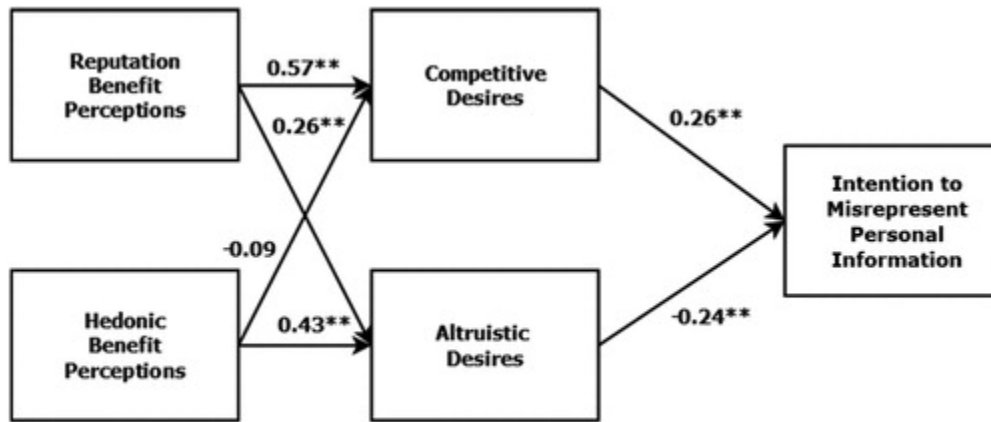 Reputation
Benefit
Perceptions
0.57**
Competitive
Desires
0.26**
0.26**
Intention to
Misrepresent
Personal
Information
-0.09
Hedonic
Benefit
Perceptions
0.43**
Altruistic
Desires
-0.24**